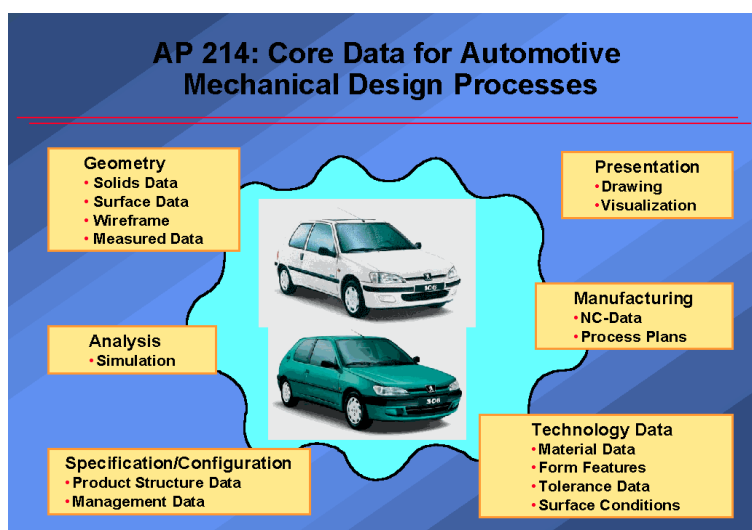 AP 214: Core Data for Automotive
Mechanical Design Processes
Geometry
• Solids Data
• Surface Data
• Wireframe
• Measured Data
Presentation
• Drawing
• Visualization
Analysis
• Simulation
Manufacturing
• NC-Data
• Process Plans
Specification/Configuration
• Product Structure Data
• Management Data
Technology Data
• Material Data
• Form Features
• Tolerance Data
• Surface Conditions
106
306